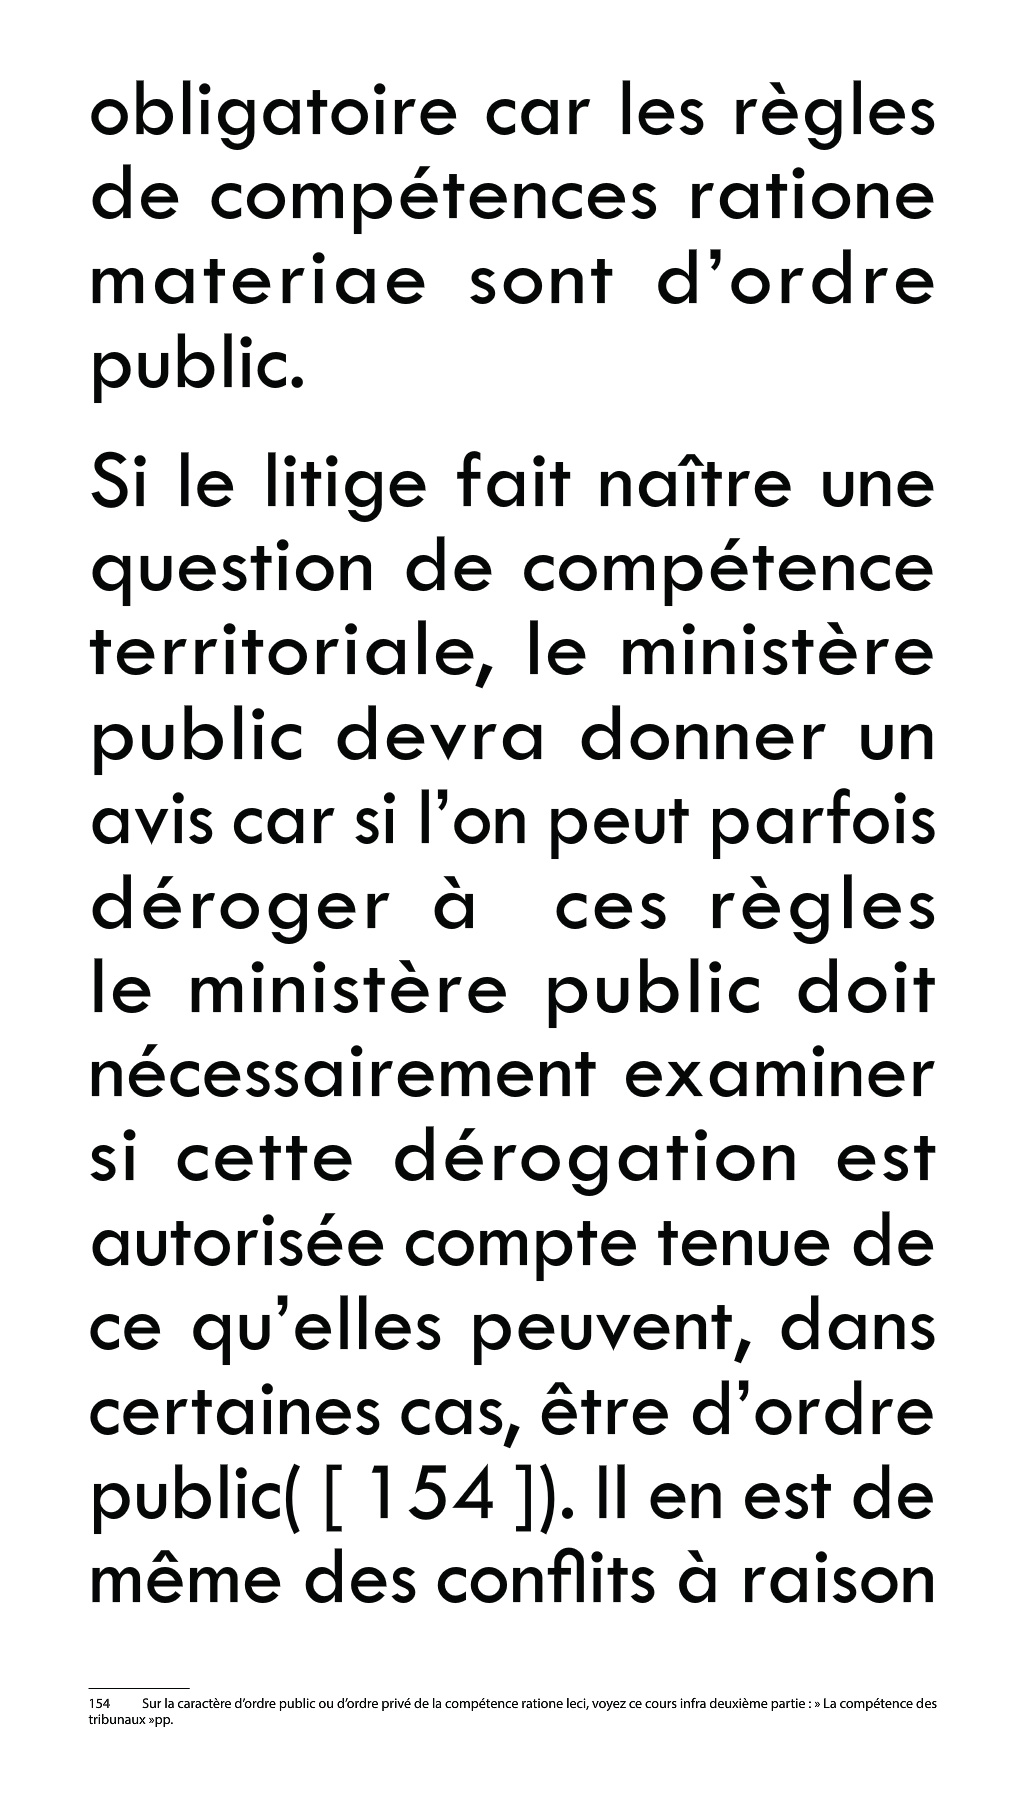 obligatoire car les règles
de compétences ratione
materiae sont d’ordre
public.
Si le litige fait naître une
question de compétence
territoriale, le ministère
public devra donner un
avis car si l’on peut parfois
déroger à ces règles
le ministère public doit
nécessairement examiner
si cette dérogation est
autorisée compte tenue de
ce qu’elles peuvent, dans
certaines cas, être d’ordre
public( [ 154 ]). Il en est de
même des conflits à raison
154 Sur la caractère d’ordre public ou d’ordre privé de la compétence ratione leci, voyez ce cours infra deuxième partie : » La compétence des
tribunaux »pp.